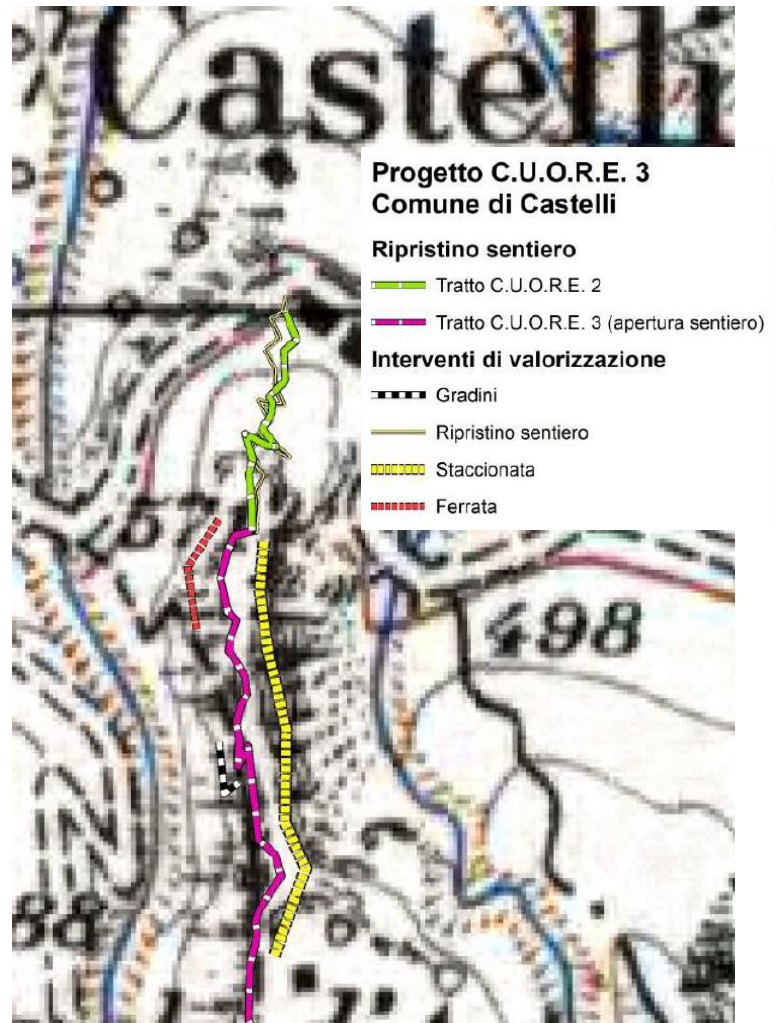 Castelli
Progetto C.U.O.R.E. 3
Comune di Castelli
Ripristino sentiero
Tratto C.U.O.R.E. 2
Tratto C.U.O.R.E. 3 (apertura sentiero)
Interventi di valorizzazione
Gradini
Ripristino sentiero
Staccionata
Ferrata
498